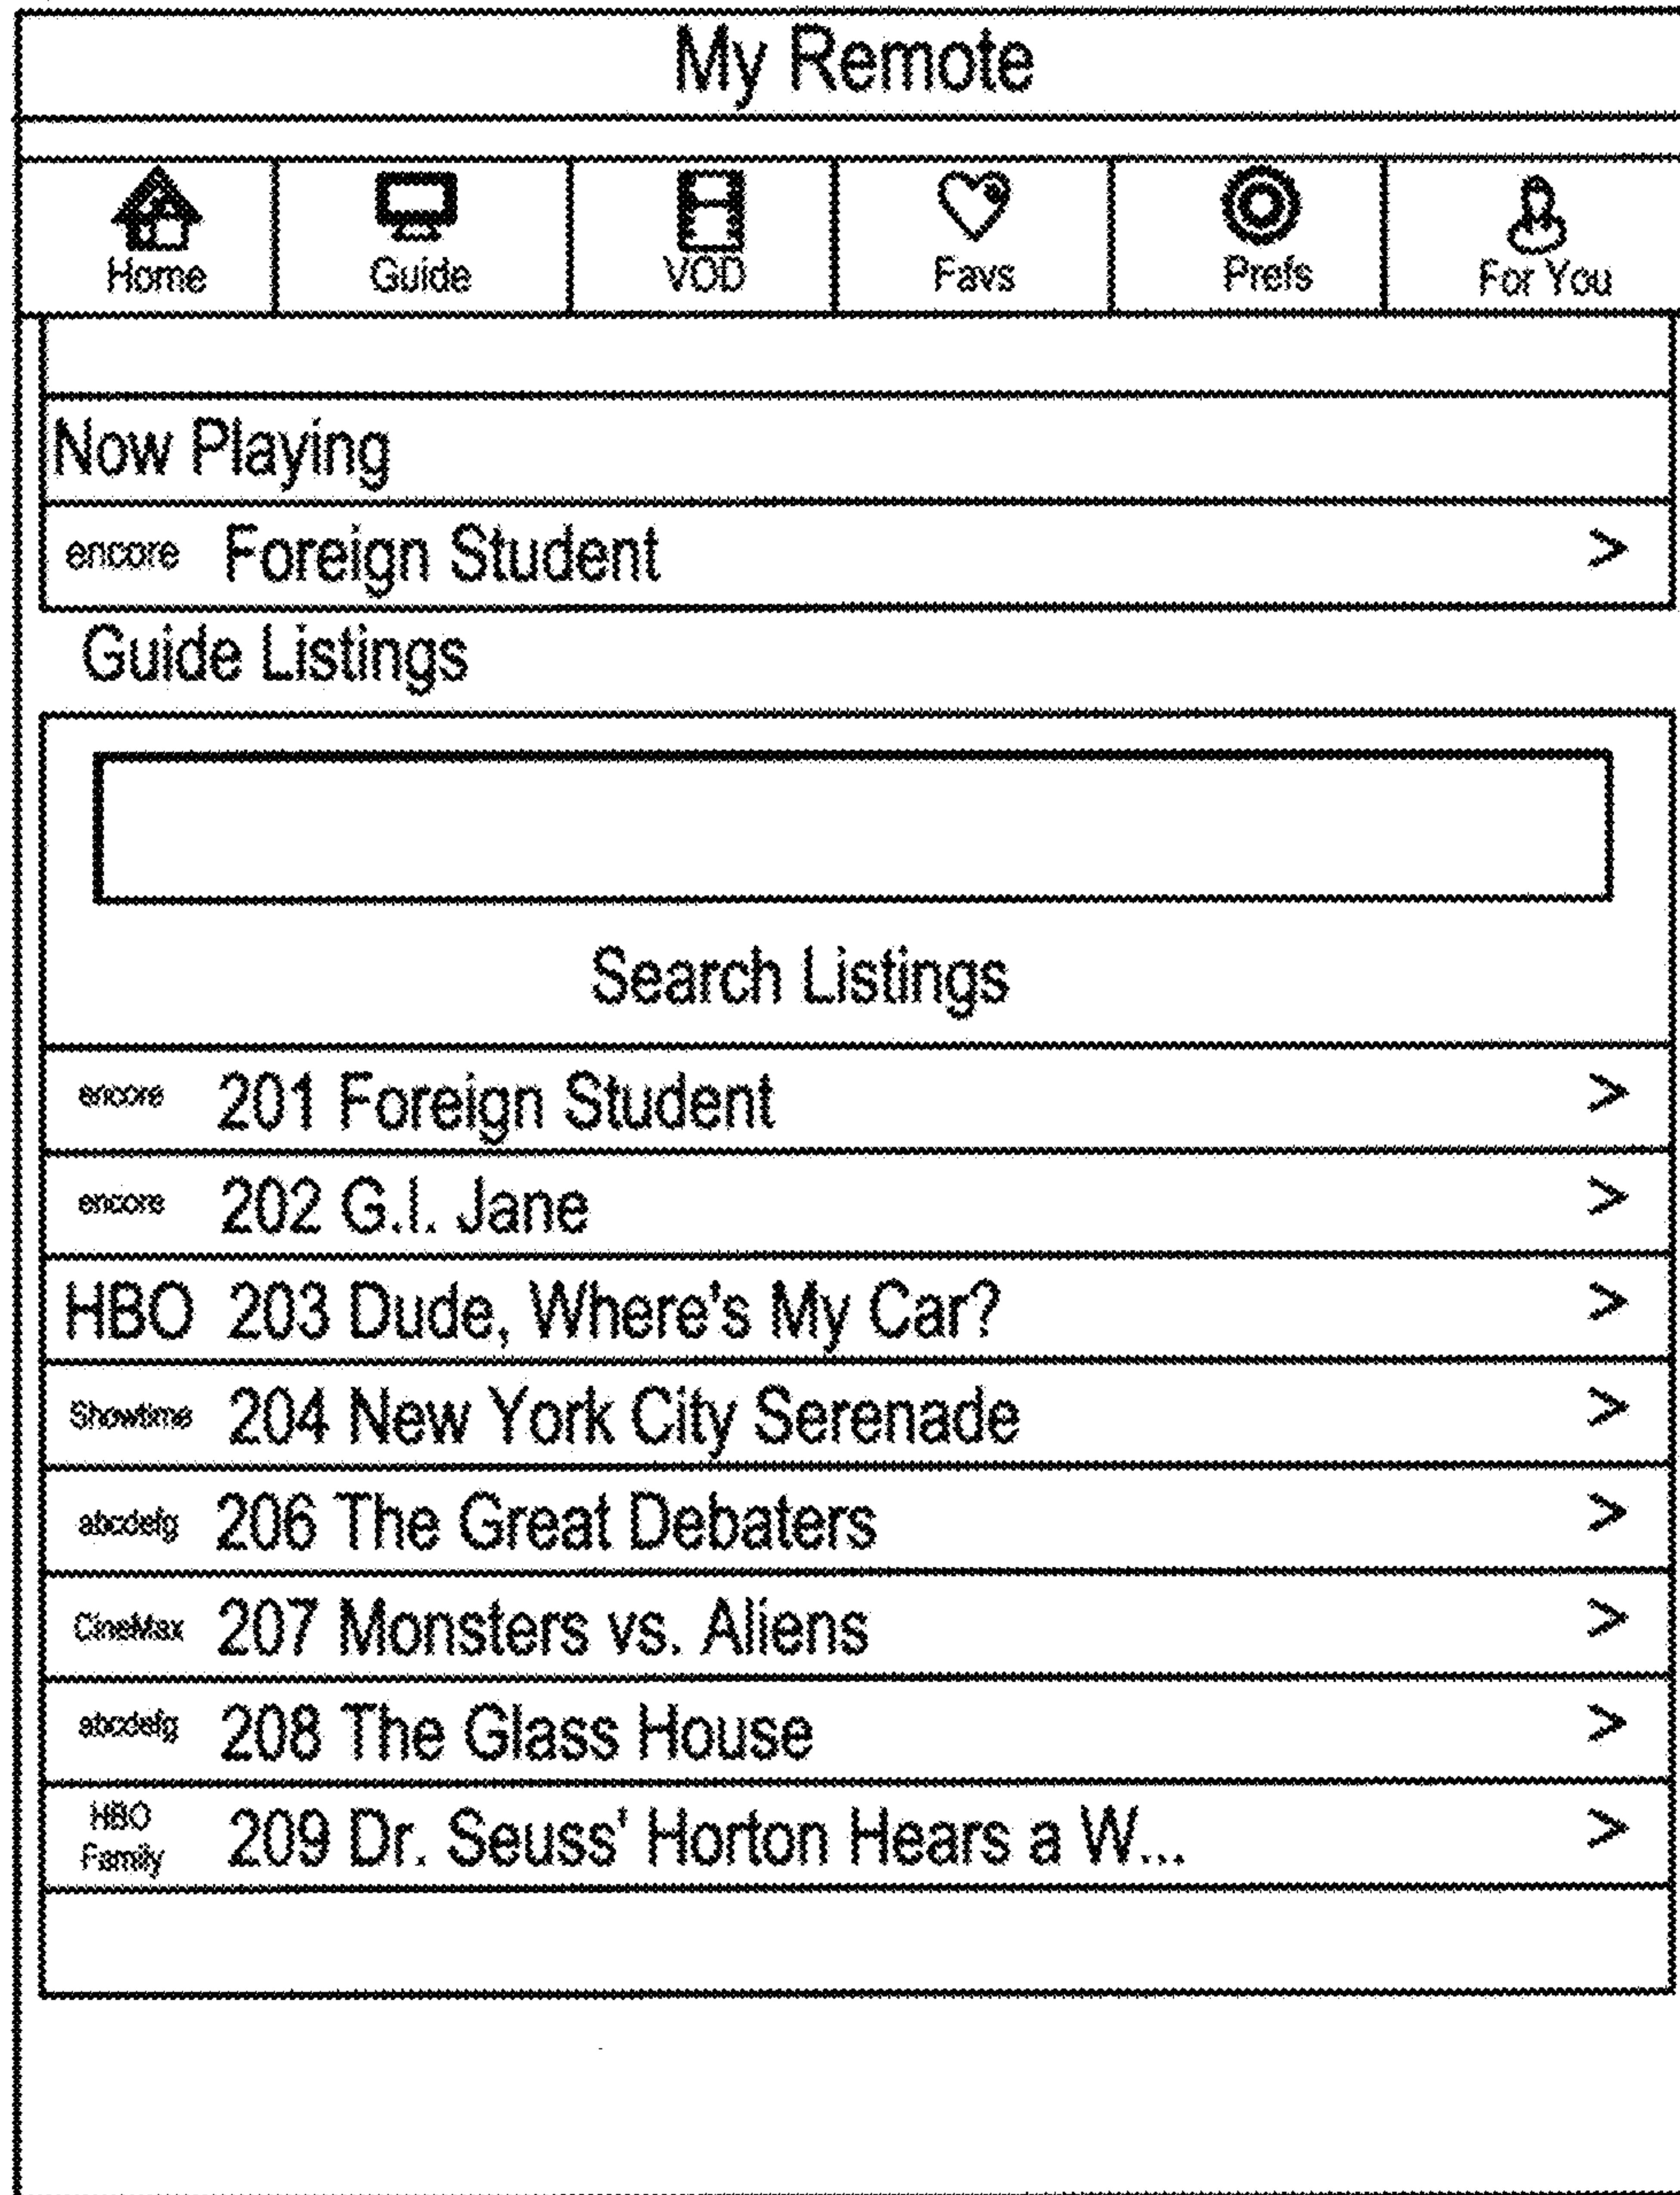 My Remote
Home Guide VOD Favs Prefs For You
Now Playing
encore Foreign Student >
Guide Listings
Search Listings
encore 201 Foreign Student >
encore 202 G.I. Jane >
HBO 203 Dude, Where's My Car? >
Showtime 204 New York City Serenade >
abcdefg 206 The Great Debaters >
CineMax 207 Monsters vs. Aliens >
abcdefg 208 The Glass House >
HBO
Family 209 Dr. Seuss' Horton Hears a W... >